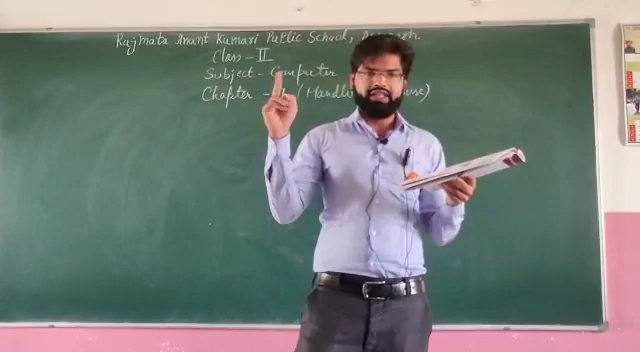 Rajmata Anant Kumari Public School,
Class - II
Subject - Computer
Chapter -